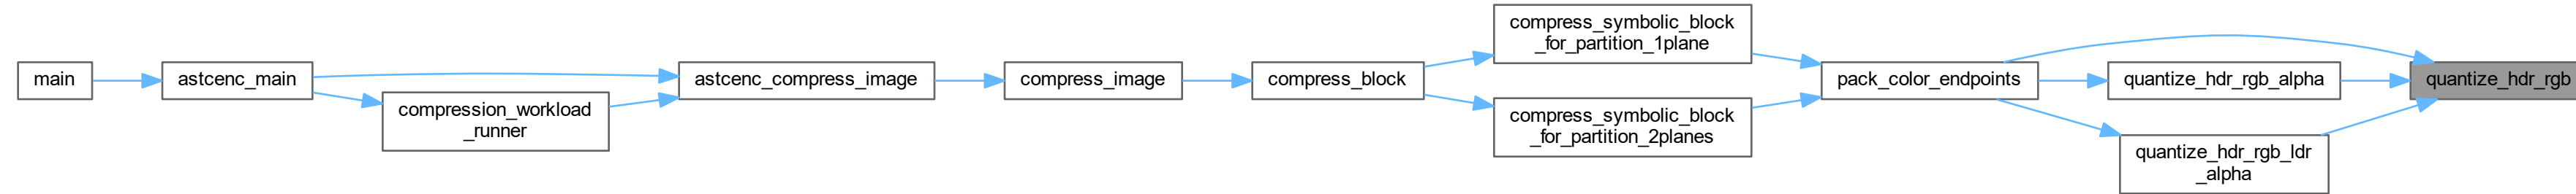 main
astcenc_main
compression_workload
_runner
astcenc_compress_image
compress_image
compress_block
compress_symbolic_block
_for_partition_1plane
compress_symbolic_block
_for_partition_2planes
pack_color_endpoints
quantize_hdr_rgb_alpha
quantize_hdr_rgb_ldr
_alpha
quantize_hdr_rgb